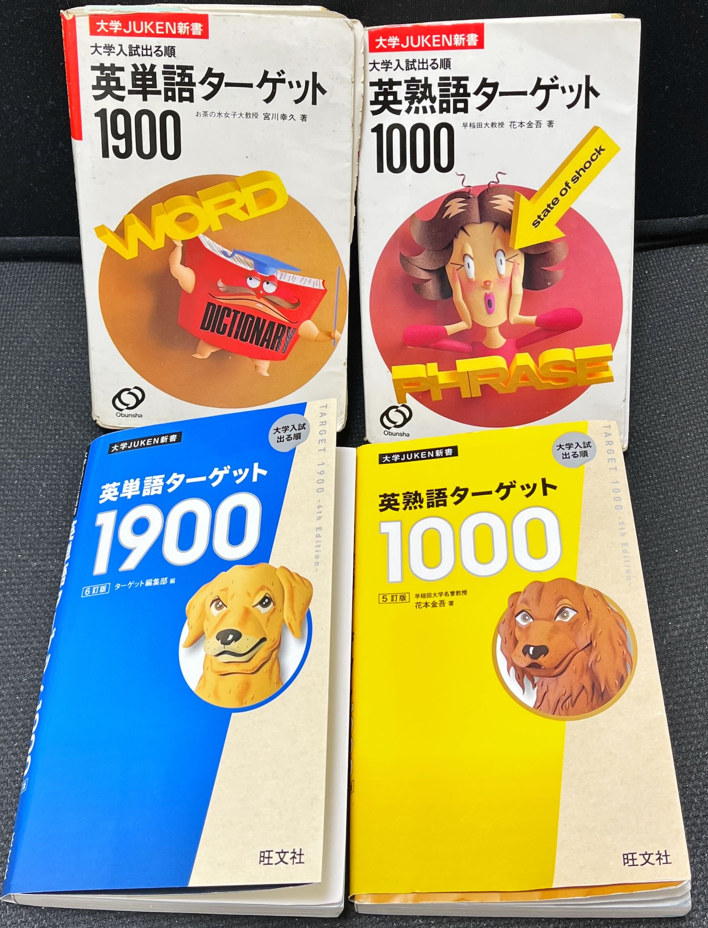 大学JUKEN新書
大学入試出る順
英単語ターゲット
1900
お茶の水女子大教授 宮川幸久 著
WORD
DICTIONARY
Obunsha
大学JUKEN新書
大学入試出る順
英熟語ターゲット
1000
早稲田大教授 花本金吾 著
state of shock
PHRASE
Obunsha
大学JUKEN新書
大学入試
出る順
英単語ターゲット
1900
6訂版 ターゲット編集部 編
TARGET 1900 -6th Edition-
旺文社
大学JUKEN新書
大学入試
出る順
英熟語ターゲット
1000
5訂版 早稲田大学名誉教授
花本金吾 著
TARGET 1000 -5th Edition-
旺文社